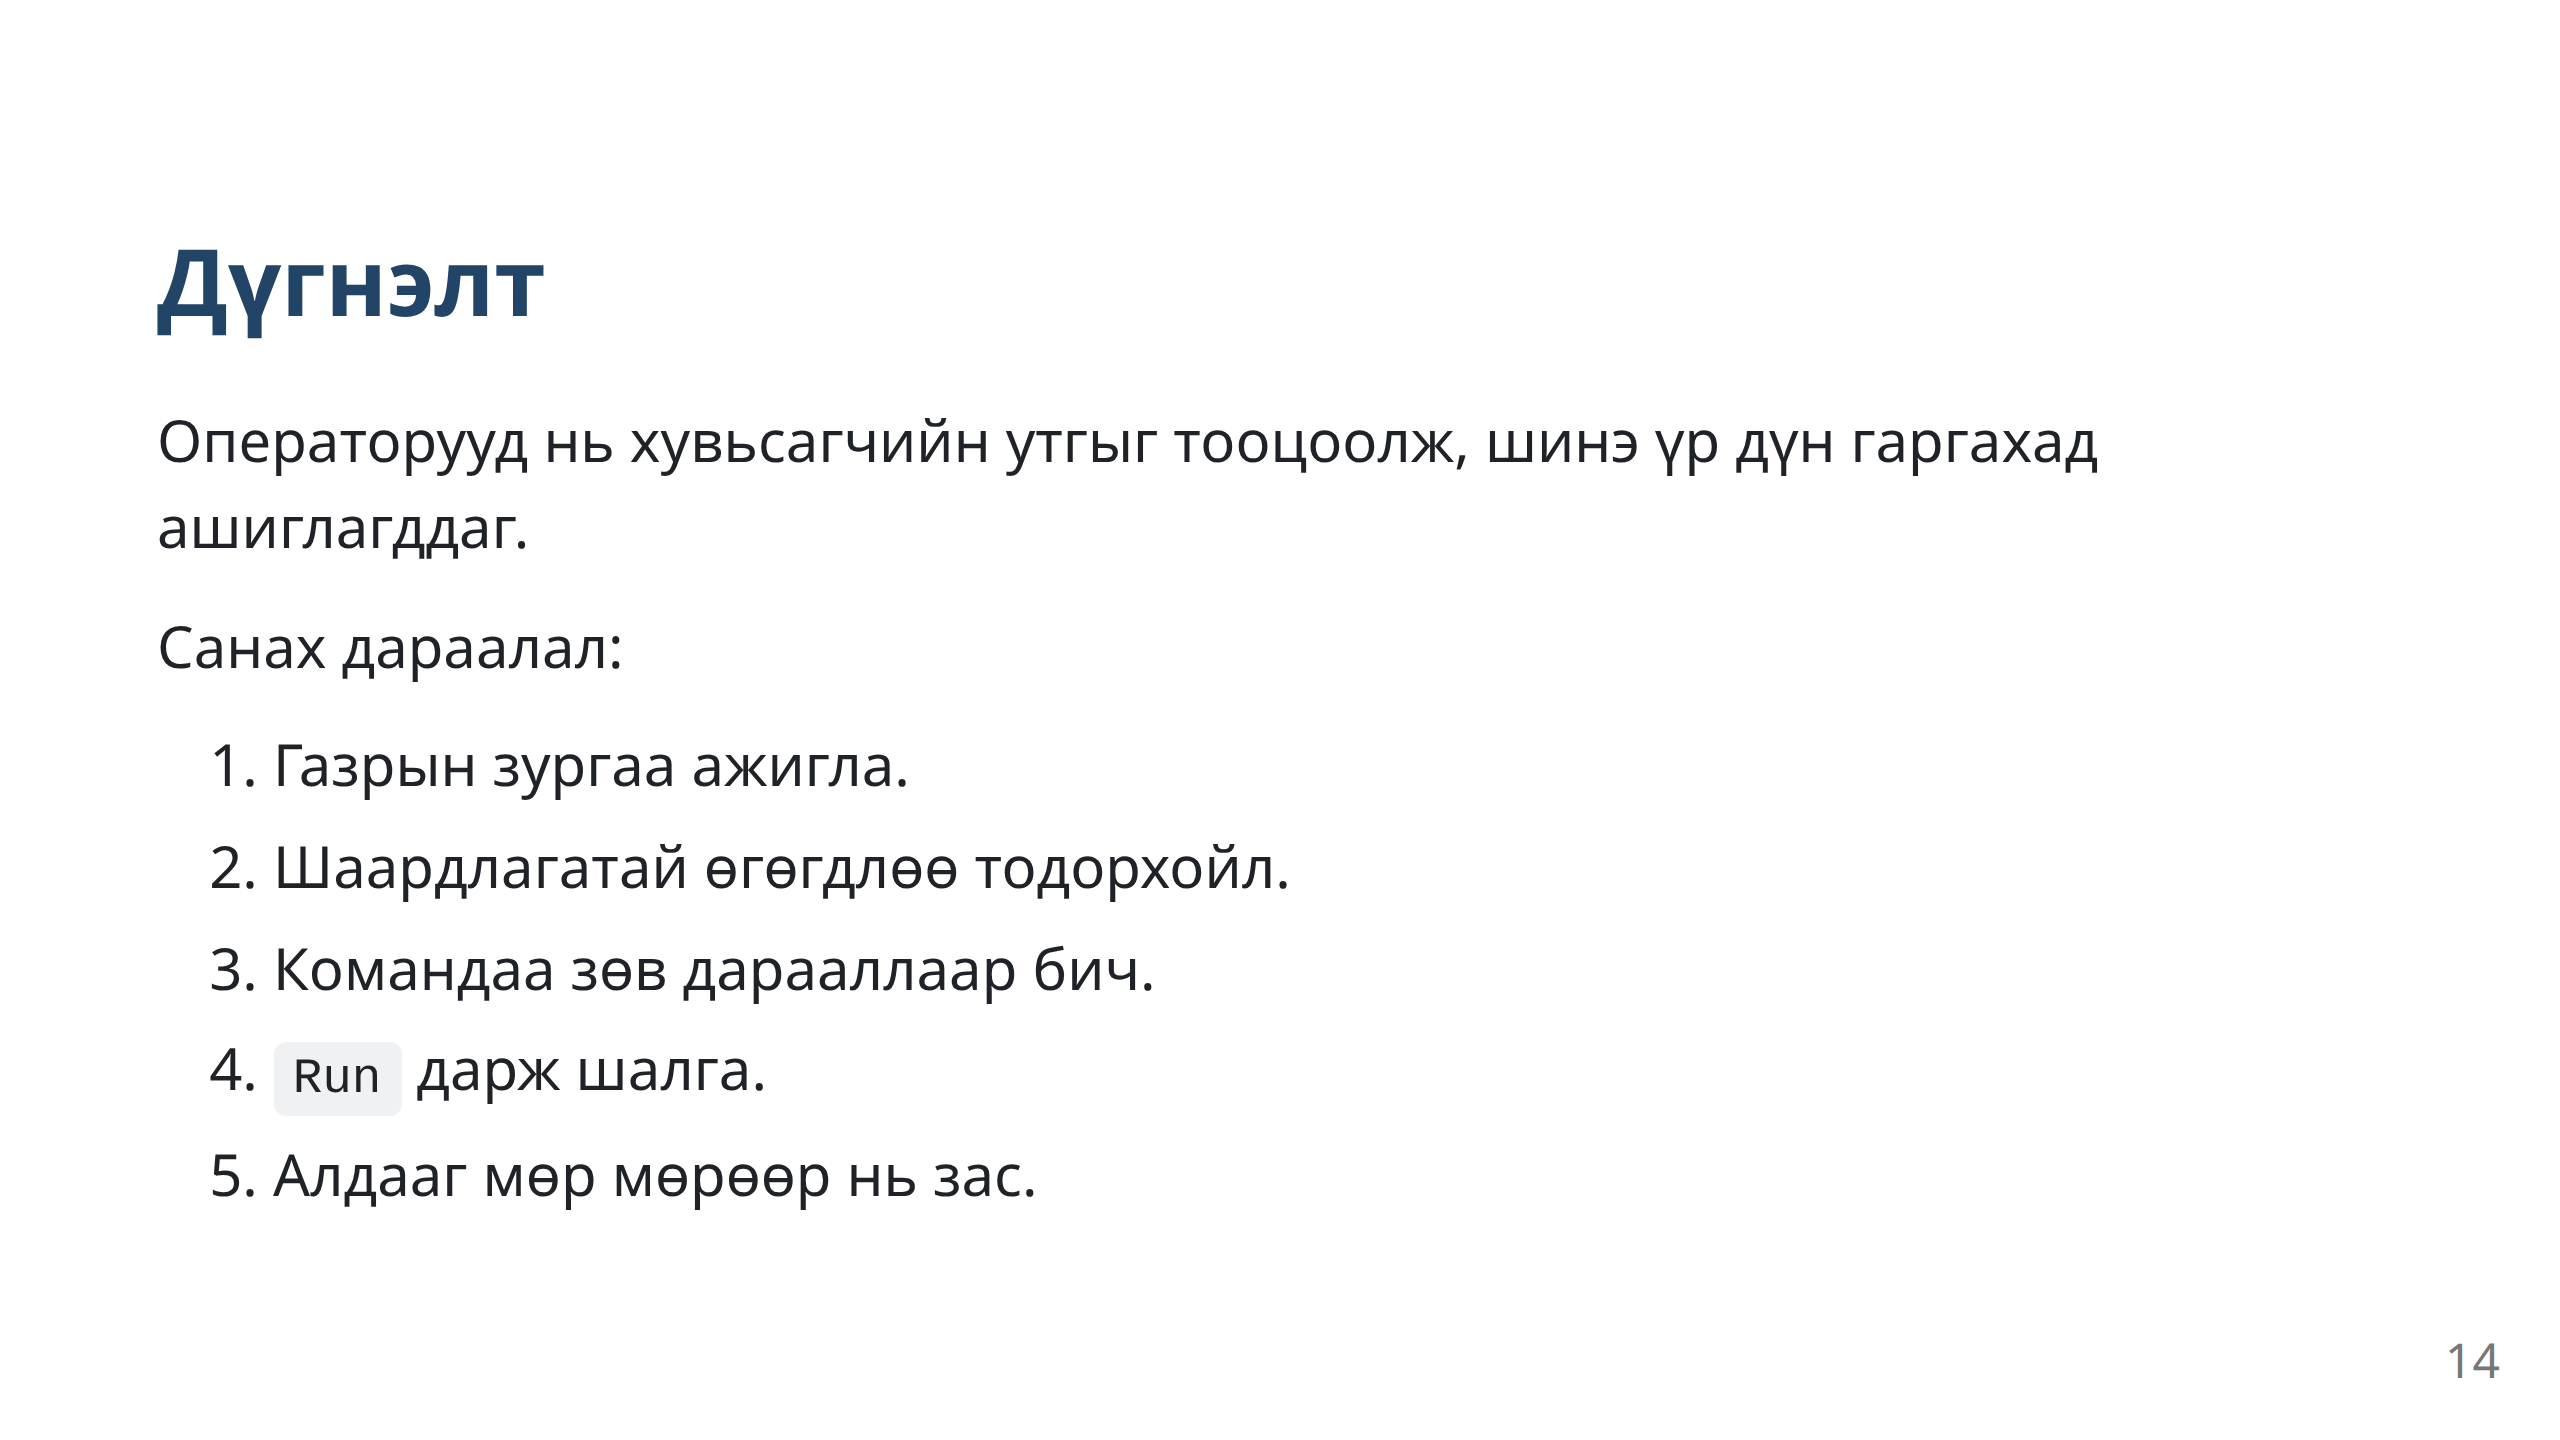 Дүгнэлт
Операторууд нь хувьсагчийн утгыг тооцоолж, шинэ үр дүн гаргахад
ашиглагддаг.
Санах дараалал:
1. Газрын зургаа ажигла.
2. Шаардлагатай өгөгдлөө тодорхойл.
3. Командаа зөв дарааллаар бич.
4. Run дарж шалга.
5. Алдааг мөр мөрөөр нь зас.
14